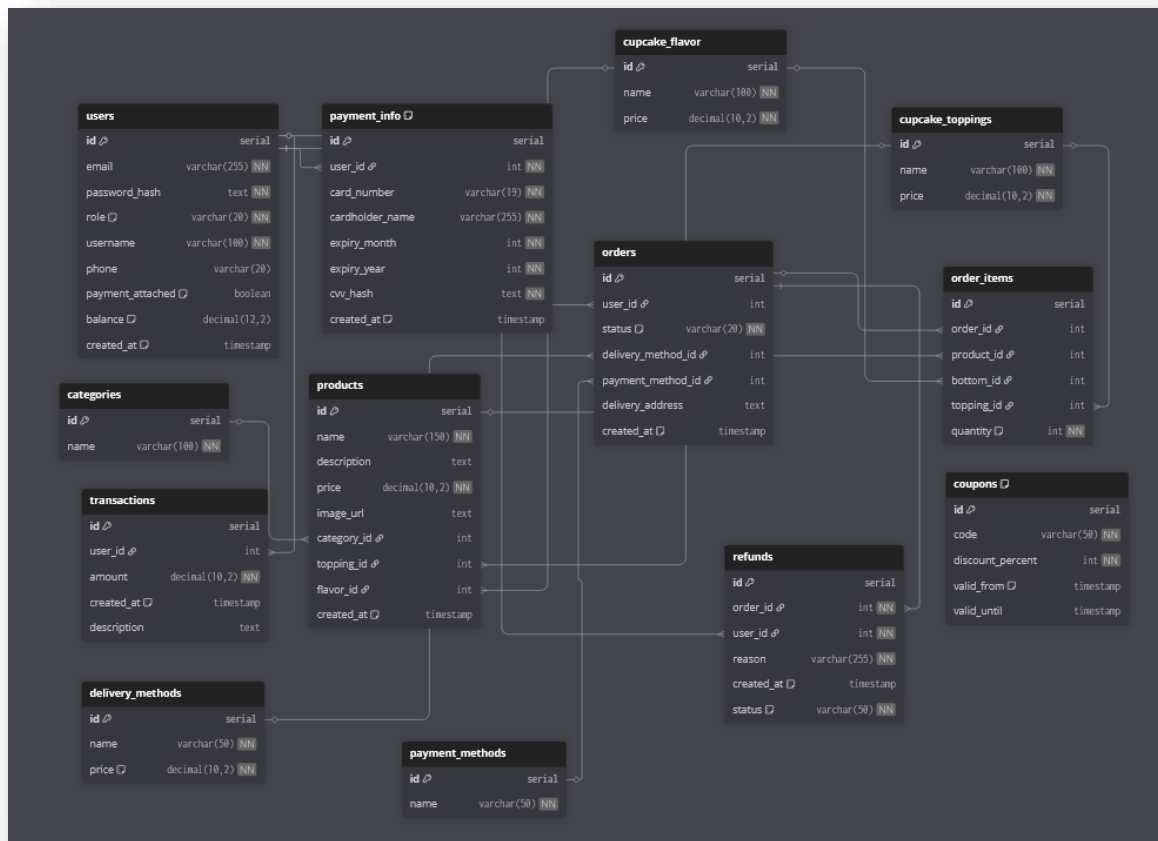 cupcake_flavor
id serial
name varchar(100) NN
price decimal(10,2) NN
users
id serial
email varchar(255) NN
password_hash text NN
role varchar(20) NN
username varchar(100) NN
phone varchar(20)
payment_attached boolean
balance decimal(12,2)
created_at timestamp
payment_info
id serial
user_id int NN
card_number varchar(19) NN
cardholder_name varchar(255) NN
expiry_month int NN
expiry_year int NN
cvv_hash text NN
created_at timestamp
cupcake_toppings
id serial
name varchar(100) NN
price decimal(10,2) NN
orders
id serial
user_id int
status varchar(20) NN
delivery_method_id int
payment_method_id int
delivery_address text
created_at timestamp
order_items
id serial
order_id int
product_id int
bottom_id int
topping_id int
quantity int NN
categories
id serial
name varchar(100) NN
products
id serial
name varchar(150) NN
description text
price decimal(10,2) NN
image_url text
category_id int
topping_id int
flavor_id int
created_at timestamp
transactions
id serial
user_id int
amount decimal(10,2) NN
created_at timestamp
description text
coupons
id serial
code varchar(50) NN
discount_percent int NN
valid_from timestamp
valid_until timestamp
refunds
id serial
order_id int NN
user_id int NN
reason varchar(255) NN
created_at timestamp
status varchar(50) NN
delivery_methods
id serial
name varchar(50) NN
price decimal(10,2) NN
payment_methods
id serial
name varchar(50) NN